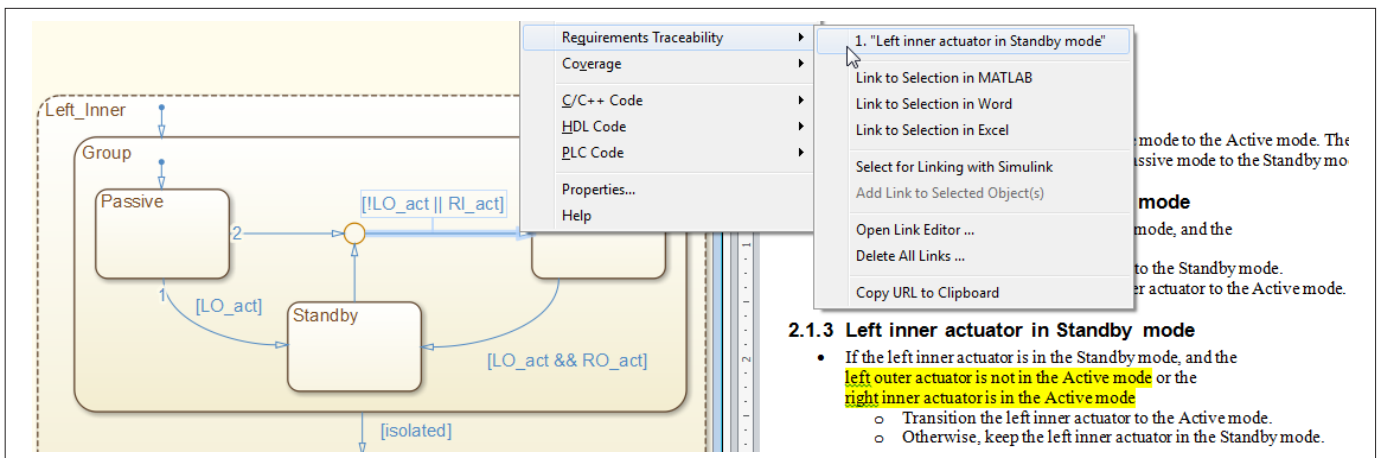 Left_Inner
Group
Passive
[!LO_act || RI_act]
2
1
[LO_act]
Standby
[LO_act && RO_act]
[isolated]
Requirements Traceability
Coverage
C/C++ Code
HDL Code
PLC Code
Properties...
Help
1. "Left inner actuator in Standby mode"
Link to Selection in MATLAB
Link to Selection in Word
Link to Selection in Excel
Select for Linking with Simulink
Add Link to Selected Object(s)
Open Link Editor ...
Delete All Links ...
Copy URL to Clipboard
mode to the Active mode. The
assive mode to the Standby mo
mode
mode, and the
to the Standby mode.
er actuator to the Active mode.
1
2
2.1.3 Left inner actuator in Standby mode
• If the left inner actuator is in the Standby mode, and the
left outer actuator is not in the Active mode or the
right inner actuator is in the Active mode
o Transition the left inner actuator to the Active mode.
o Otherwise, keep the left inner actuator in the Standby mode.